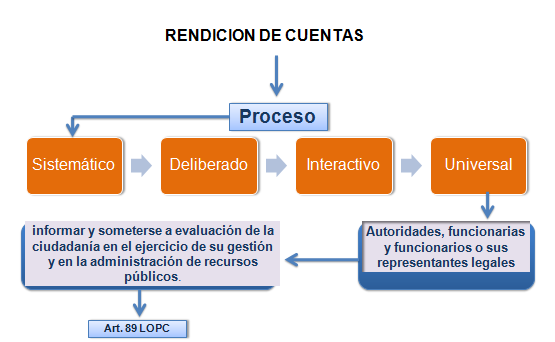 RENDICION DE CUENTAS
Proceso
Sistemático
Deliberado
Interactivo
Universal
Autoridades, funcionarias
y funcionarios o sus
representantes legales
informar y someterse a evaluación de la
ciudadanía en el ejercicio de su gestión
y en la administración de recursos
públicos.
Art. 89 LOPC